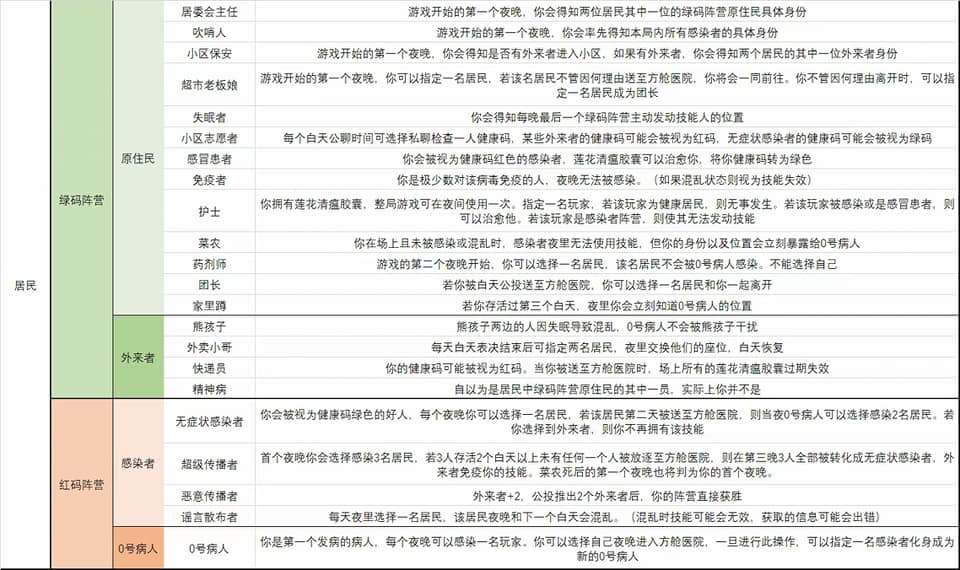 居民
绿码阵营
原住民
居委会主任
游戏开始的第一个夜晚，你会得知两位居民其中一位的绿码阵营原住民具体身份
吹哨人
游戏开始的第一个夜晚，你会率先得知本局内所有感染者的具体身份
小区保安
游戏开始的第一个夜晚，你会得知是否有外来者进入小区，如果有外来者，你会得知两个居民的其中一位外来者身份
超市老板娘
游戏开始的第一个夜晚，你可以指定一名居民，若该名居民不管因何理由送至方舱医院，你将会一同前往。你不管因何理由离开时，可以指
定一名居民成为团长
失眠者
你会得知每晚最后一个绿码阵营主动发动技能人的位置
小区志愿者
每个白天公聊时间可选择私聊检查一人健康码，某些外来者的健康码可能会被视为红码，无症状感染者的健康码可能会被视为绿码
感冒患者
你会被视为健康码红色的感染者，莲花清瘟胶囊可以治愈你，将你健康码转为绿色
免疫者
你是极少数对该病毒免疫的人，夜晚无法被感染。（如果混乱状态则视为技能失效）
护士
你拥有莲花清瘟胶囊，整局游戏可在夜间使用一次。指定一名玩家，若该玩家为健康居民，则无事发生。若该玩家被感染或是感冒患者，则
可以治愈他。若该玩家是感染者阵营，则使其无法发动技能
菜农
你在场上且未被感染或混乱时，感染者夜里无法使用技能，但你的身份以及位置会立刻暴露给0号病人
药剂师
游戏的第二个夜晚开始，你可以选择一名居民，该名居民不会被0号病人感染。不能选择自己
团长
若你被白天公投送至方舱医院，你可以选择一名居民和你一起离开
家里蹲
若你存活过第三个白天，夜里你会立刻知道0号病人的位置
外来者
熊孩子
熊孩子两边的人因失眠导致混乱，0号病人不会被熊孩子干扰
外卖小哥
每天白天表决结束后可指定两名居民，夜里交换他们的座位，白天恢复
快递员
你的健康码可能被视为红码。当你被送至方舱医院时，场上所有的莲花清瘟胶囊过期失效
精神病
自以为是居民中绿码阵营原住民的其中一员，实际上你并不是
红码阵营
感染者
无症状感染者
你会被视为健康码绿色的好人，每个夜晚你可以选择一名居民，若该居民第二天被送至方舱医院，则当夜0号病人可以选择感染2名居民。若
你选择到外来者，则你不再拥有该技能
超级传播者
首个夜晚你会选择感染3名居民，若3人存活2个白天以上未有任何一个人被放逐至方舱医院，则在第三晚3人全部被转化成无症状感染者，外
来者免疫你的技能。菜农死后的第一个夜晚也将判为你的首个夜晚。
恶意传播者
外来者+2，公投推出2个外来者后，你的阵营直接获胜
谣言散布者
每天夜里选择一名居民，该居民夜晚和下一个白天会混乱。（混乱时技能可能会无效，获取的信息可能会出错）
0号病人
0号病人
你是第一个发病的病人，每个夜晚可以感染一名玩家。你可以选择自己夜晚进入方舱医院，一旦进行此操作，可以指定一名感染者化身成为
新的0号病人